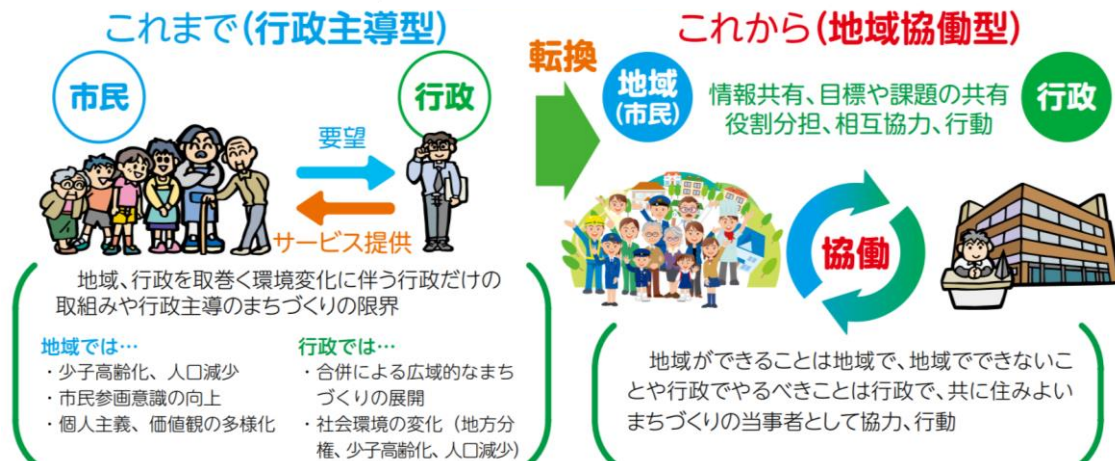 これまで(行政主導型)
市民
行政
要望
サービス提供
地域、行政を取巻く環境変化に伴う行政だけの
取組みや行政主導のまちづくりの限界
地域では…
・少子高齢化、人口減少
・市民参画意識の向上
・個人主義、価値観の多様化
行政では…
・合併による広域的なまち
づくりの展開
・社会環境の変化（地方分
権、少子高齢化、人口減少）
転換
これから(地域協働型)
地域
(市民)
情報共有、目標や課題の共有
役割分担、相互協力、行動
行政
協働
地域ができることは地域で、地域でできないこ
とや行政でやるべきことは行政で、共に住みよい
まちづくりの当事者として協力、行動